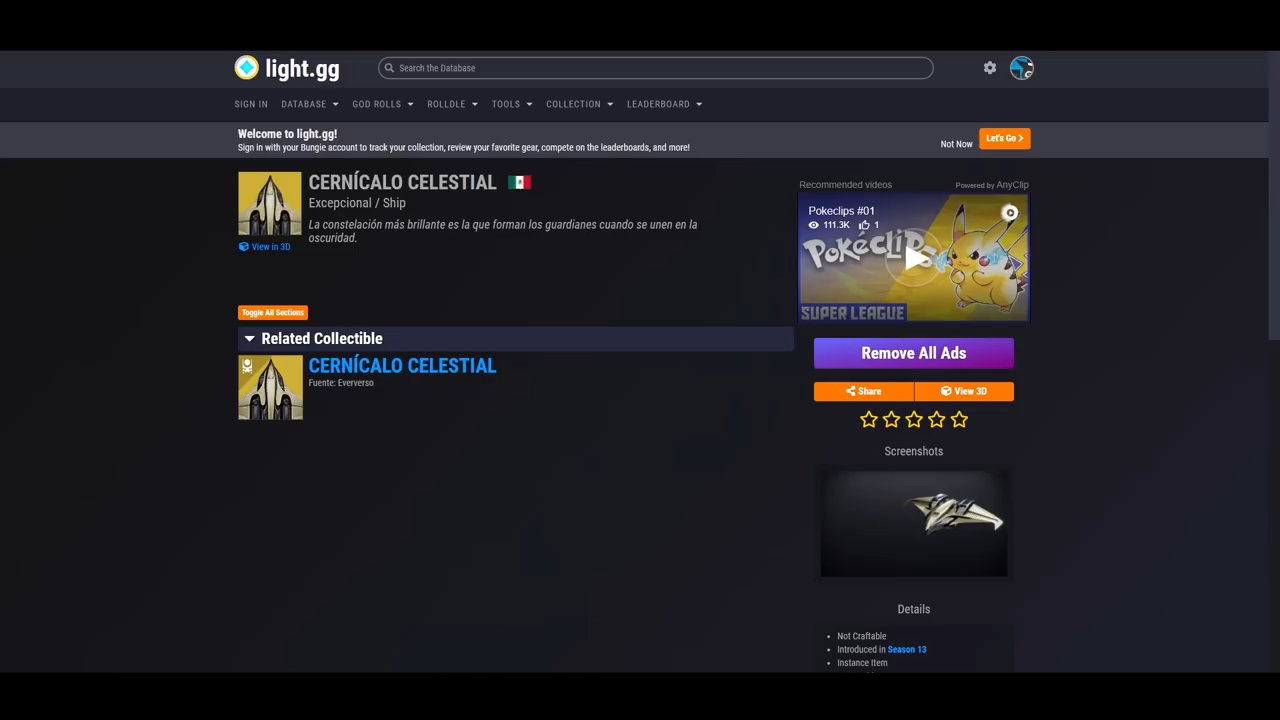 light.gg
Search the Database
SIGN IN DATABASE GOD ROLLS ROLLDLE TOOLS COLLECTION LEADERBOARD
Welcome to light.gg!
Sign in with your Bungie account to track your collection, review your favorite gear, compete on the leaderboards, and more!
Not Now
Let's Go
CERNÍCALO CELESTIAL
Excepcional / Ship
La constelación más brillante es la que forman los guardianes cuando se unen en la
oscuridad.
View in 3D
Toggle All Sections
Related Collectible
CERNÍCALO CELESTIAL
Fuente: Eververso
Recommended videos
Powered by AnyClip
Pokeclips #01
111.3K 1
POKÉCLIPS
SUPER LEAGUE
Remove All Ads
Share
View 3D
Screenshots
Details
Not Craftable
Introduced in Season 13
Instance Item